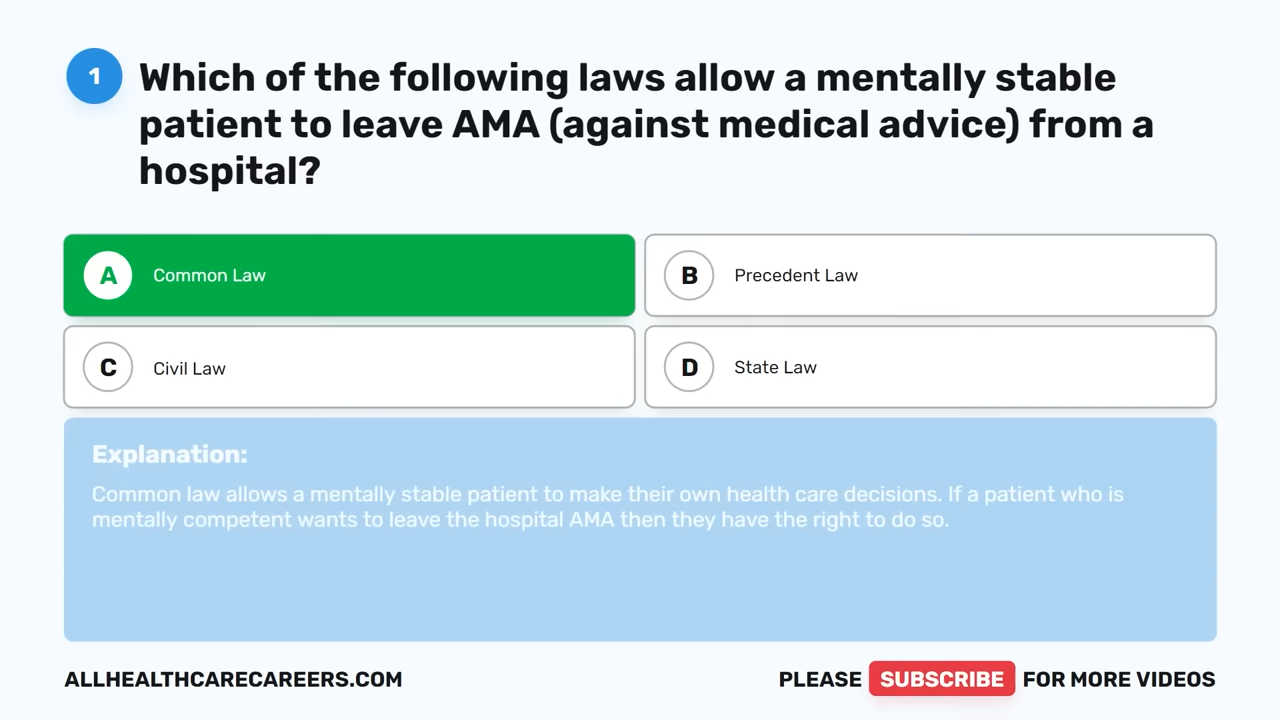 1
Which of the following laws allow a mentally stable
patient to leave AMA (against medical advice) from a
hospital?
A Common Law
B Precedent Law
C Civil Law
D State Law
Explanation:
Common law allows a mentally stable patient to make their own health care decisions. If a patient who is
mentally competent wants to leave the hospital AMA then they have the right to do so.
ALLHEALTHCARECAREERS.COM
PLEASE SUBSCRIBE FOR MORE VIDEOS